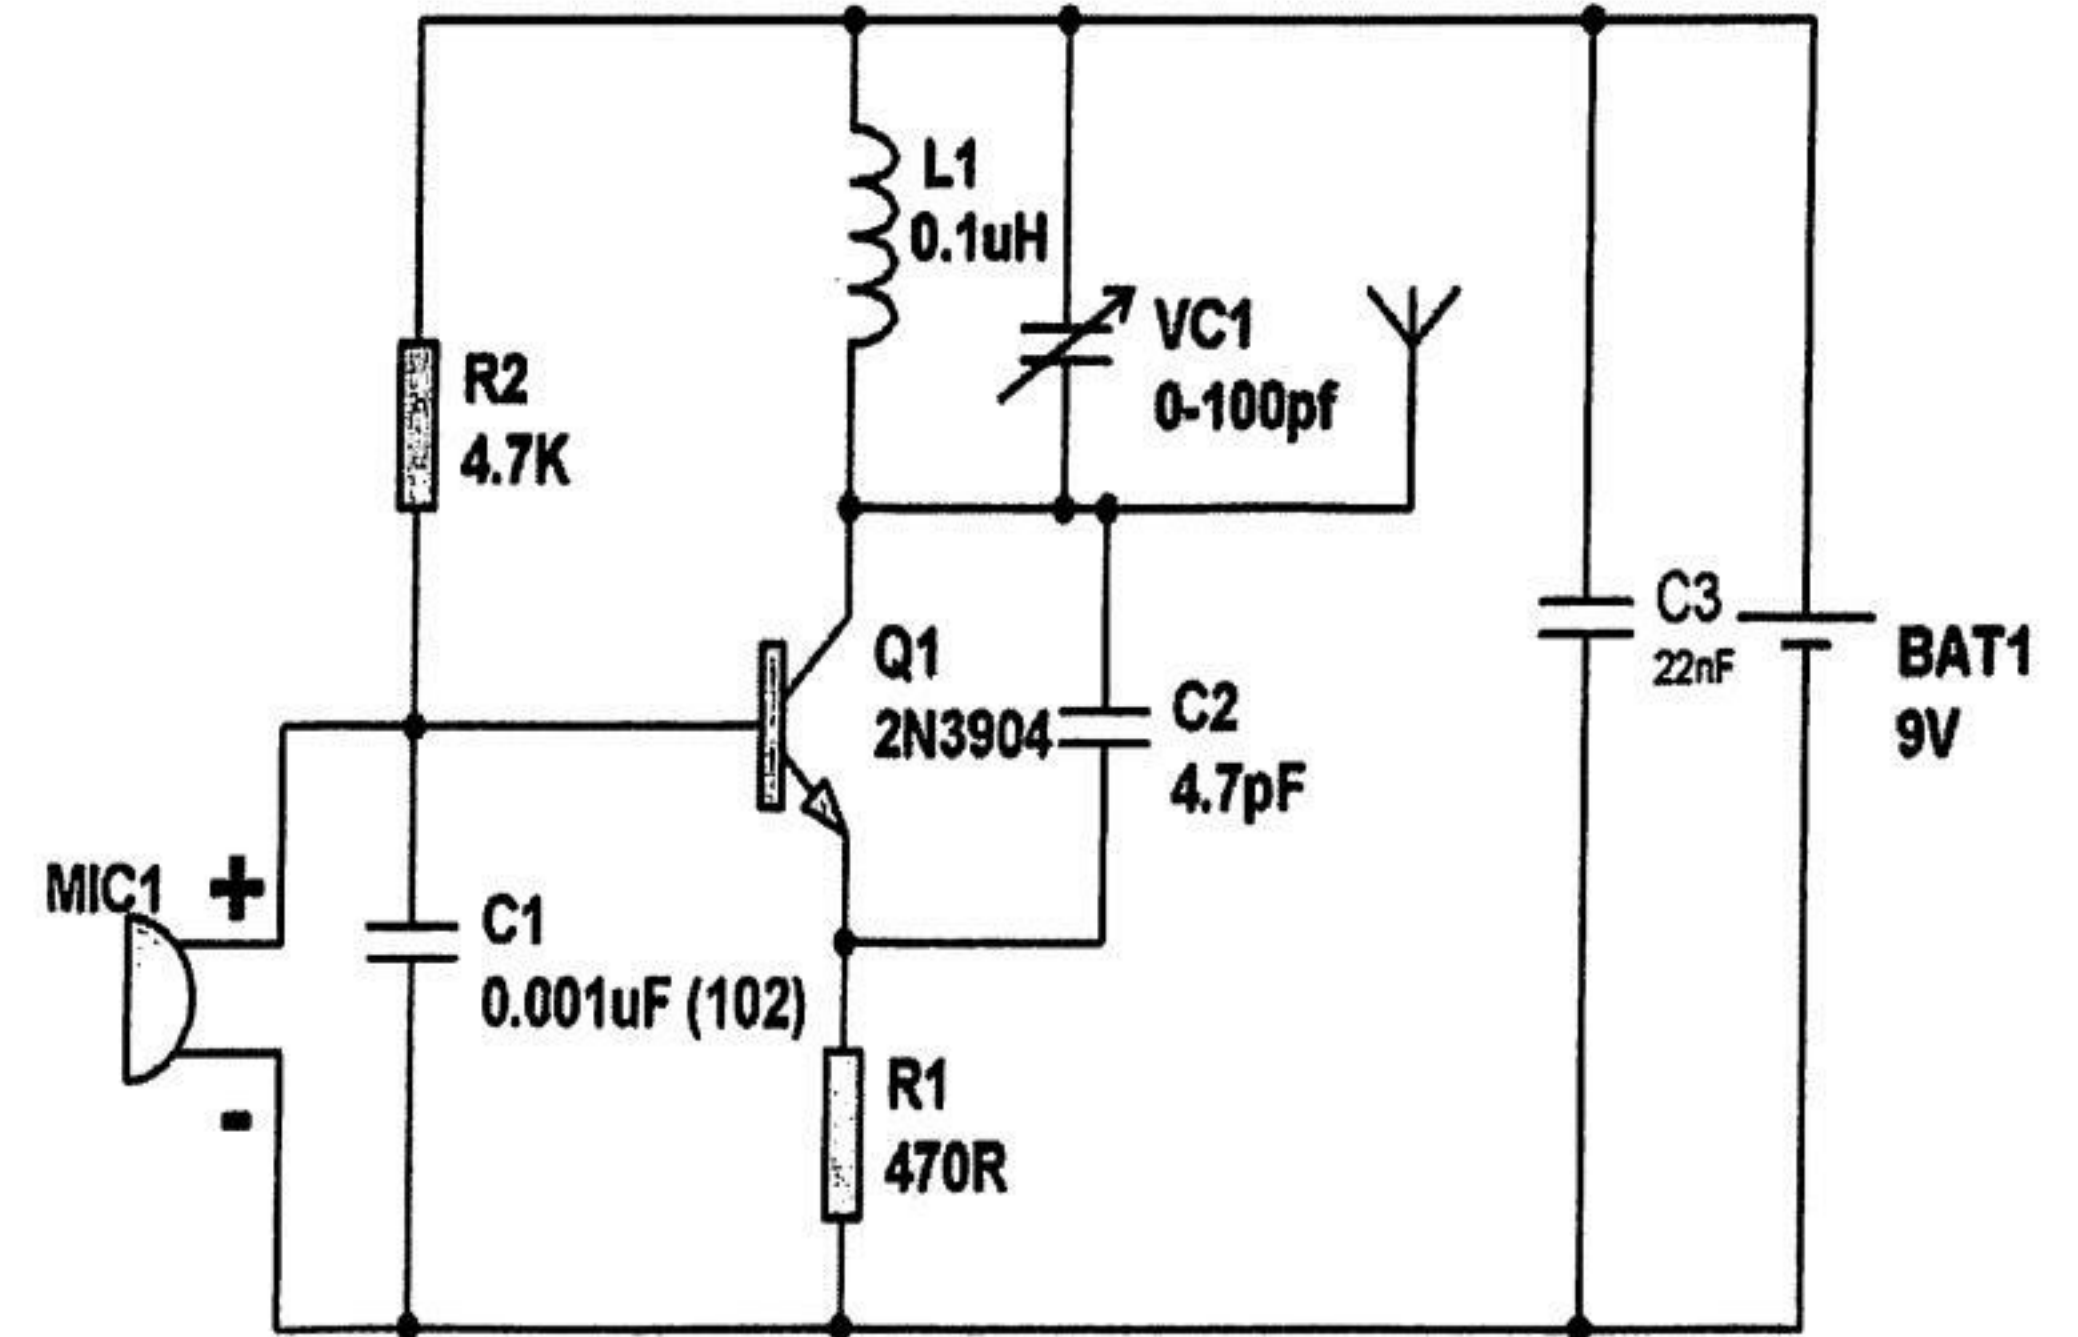 L1
0.1uH
VC1
0-100pf
R2
4.7K
C3
22nF
BAT1
9V
Q1
2N3904
C2
4.7pF
MIC1
+
-
C1
0.001uF (102)
R1
470R